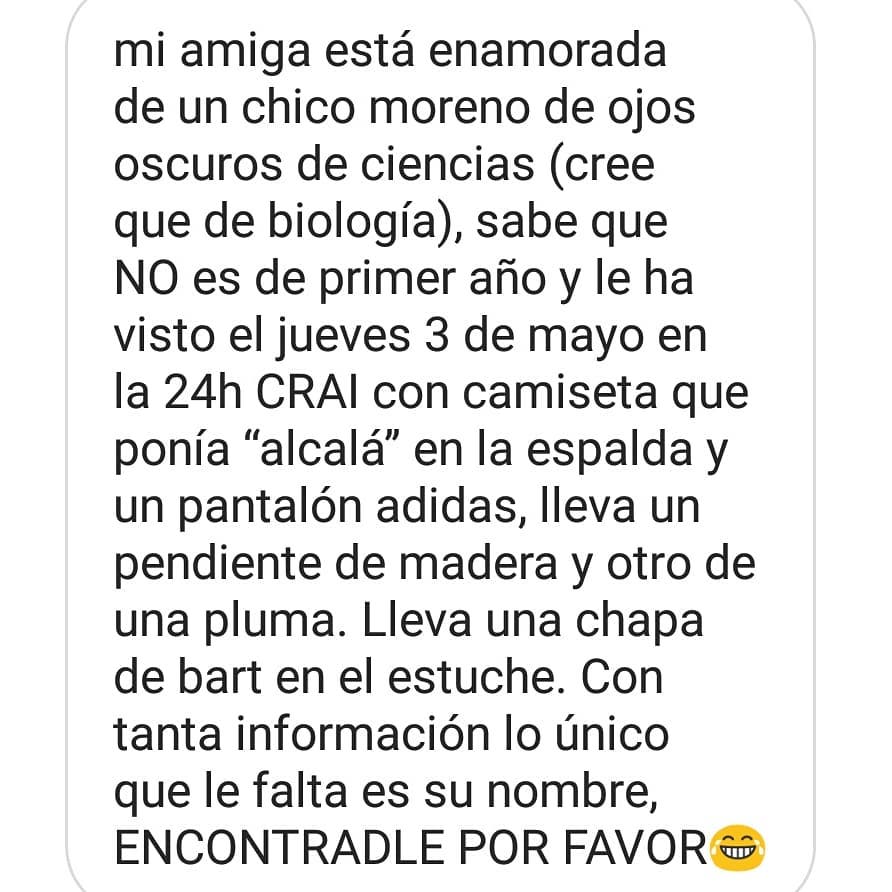 mi amiga está enamorada
de un chico moreno de ojos
oscuros de ciencias (cree
que de biología), sabe que
NO es de primer año y le ha
visto el jueves 3 de mayo en
la 24h CRAI con camiseta que
ponía “alcalá” en la espalda y
un pantalón adidas, lleva un
pendiente de madera y otro de
una pluma. Lleva una chapa
de bart en el estuche. Con
tanta información lo único
que le falta es su nombre,
ENCONTRADLE POR FAVOR😂